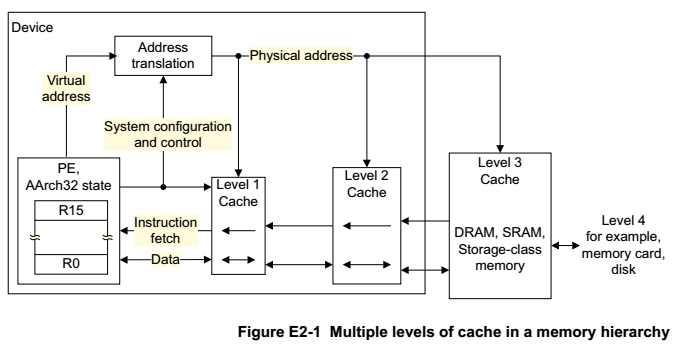 Device
Address
translation
Physical address
Virtual
address
System configuration
and control
PE,
AArch32 state
R15
R0
Instruction
fetch
Data
Level 1
Cache
Level 2
Cache
Level 3
Cache
DRAM, SRAM,
Storage-class
memory
Level 4
for example,
memory card,
disk
Figure E2-1 Multiple levels of cache in a memory hierarchy